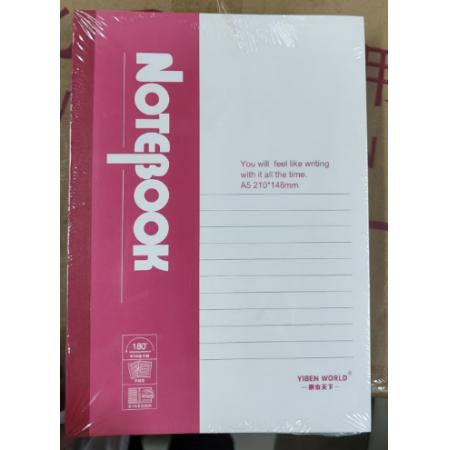 NOTEBOOK
You will feel like writing
with it all the time.
A5 210*148mm
180°
YIBEN WORLD®